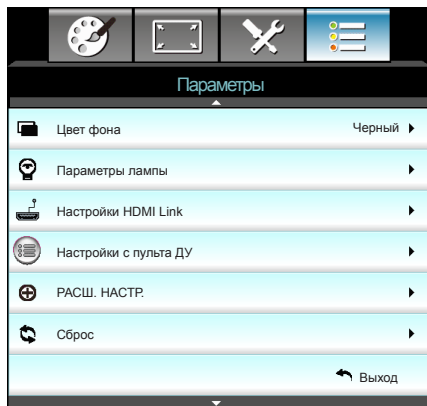 Параметры
Цвет фона Черный
Параметры лампы
Настройки HDMI Link
Настройки с пульта ДУ
РАСШ. НАСТР.
Сброс
Выход